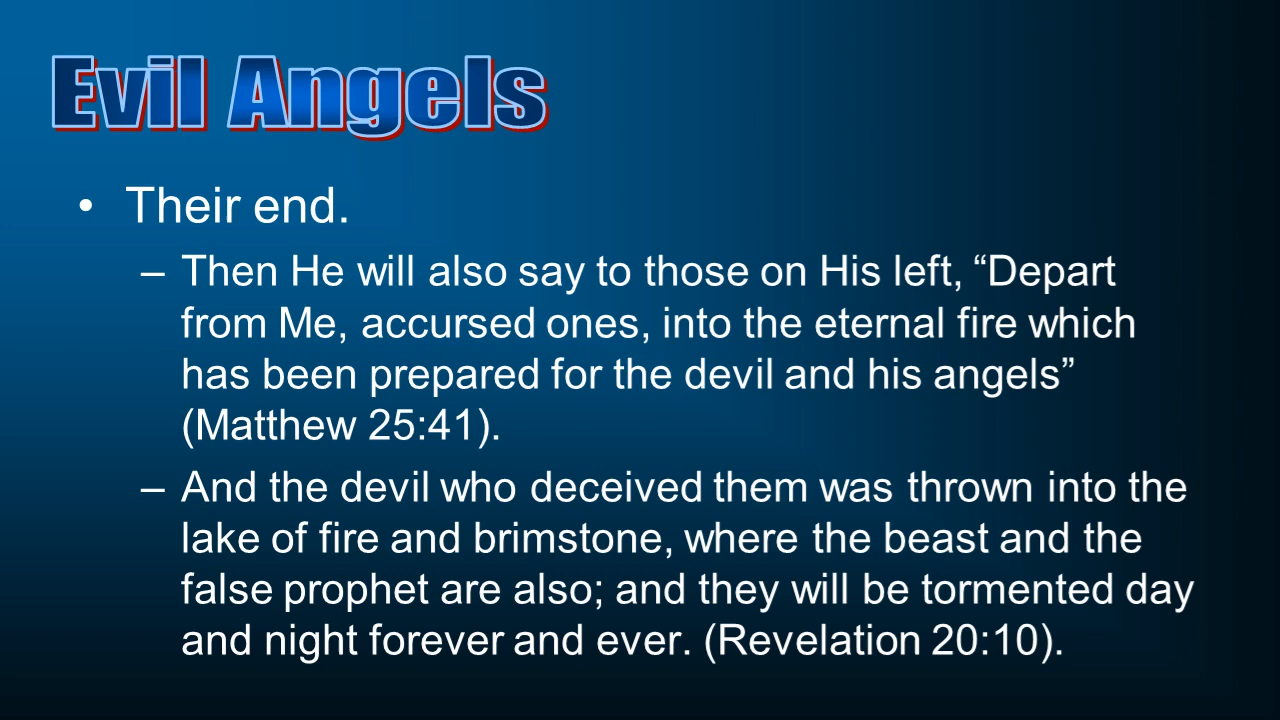 Evil Angels
• Their end.
– Then He will also say to those on His left, “Depart
from Me, accursed ones, into the eternal fire which
has been prepared for the devil and his angels”
(Matthew 25:41).
– And the devil who deceived them was thrown into the
lake of fire and brimstone, where the beast and the
false prophet are also; and they will be tormented day
and night forever and ever. (Revelation 20:10).